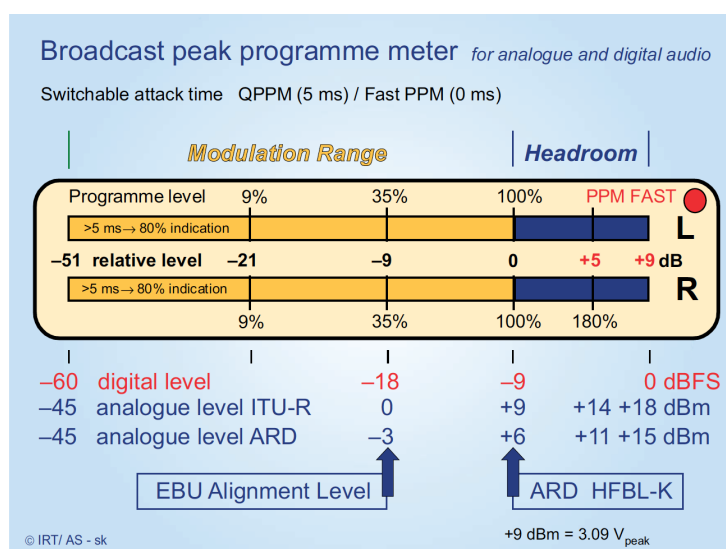 Broadcast peak programme meter for analogue and digital audio
Switchable attack time QPPM (5 ms) / Fast PPM (0 ms)
Modulation Range Headroom
Programme level 9% 35% 100% PPM FAST
>5 ms→80% indication L
–51 relative level –21 –9 0 +5 +9 dB
>5 ms→80% indication R
9% 35% 100% 180%
–60 digital level –18 –9 0 dBFS
–45 analogue level ITU-R 0 +9 +14 +18 dBm
–45 analogue level ARD –3 +6 +11 +15 dBm
EBU Alignment Level ARD HFBL-K
© IRT/ AS - sk +9 dBm = 3.09 Vpeak